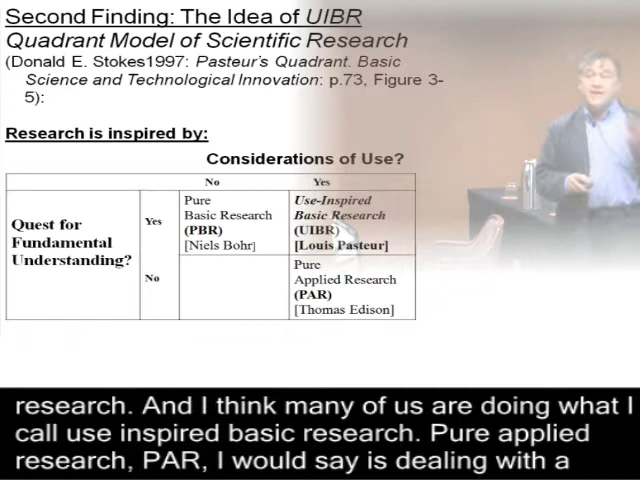 Second Finding: The Idea of UIBR
Quadrant Model of Scientific Research
(Donald E. Stokes1997: Pasteur's Quadrant. Basic
Science and Technological Innovation: p.73, Figure 3-
5):
Research is inspired by:
Considerations of Use?
No Yes
Quest for
Fundamental
Understanding?
Yes
Pure
Basic Research
(PBR)
[Niels Bohr]
Use-Inspired
Basic Research
(UIBR)
[Louis Pasteur]
No
Pure
Applied Research
(PAR)
[Thomas Edison]
research. And I think many of us are doing what I
call use inspired basic research. Pure applied
research, PAR, I would say is dealing with a